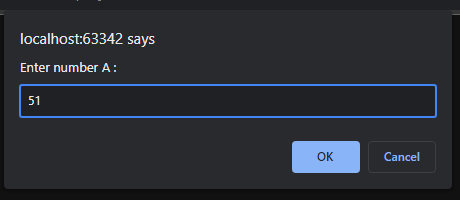 localhost:63342 says
Enter number A :
51
OK
Cancel